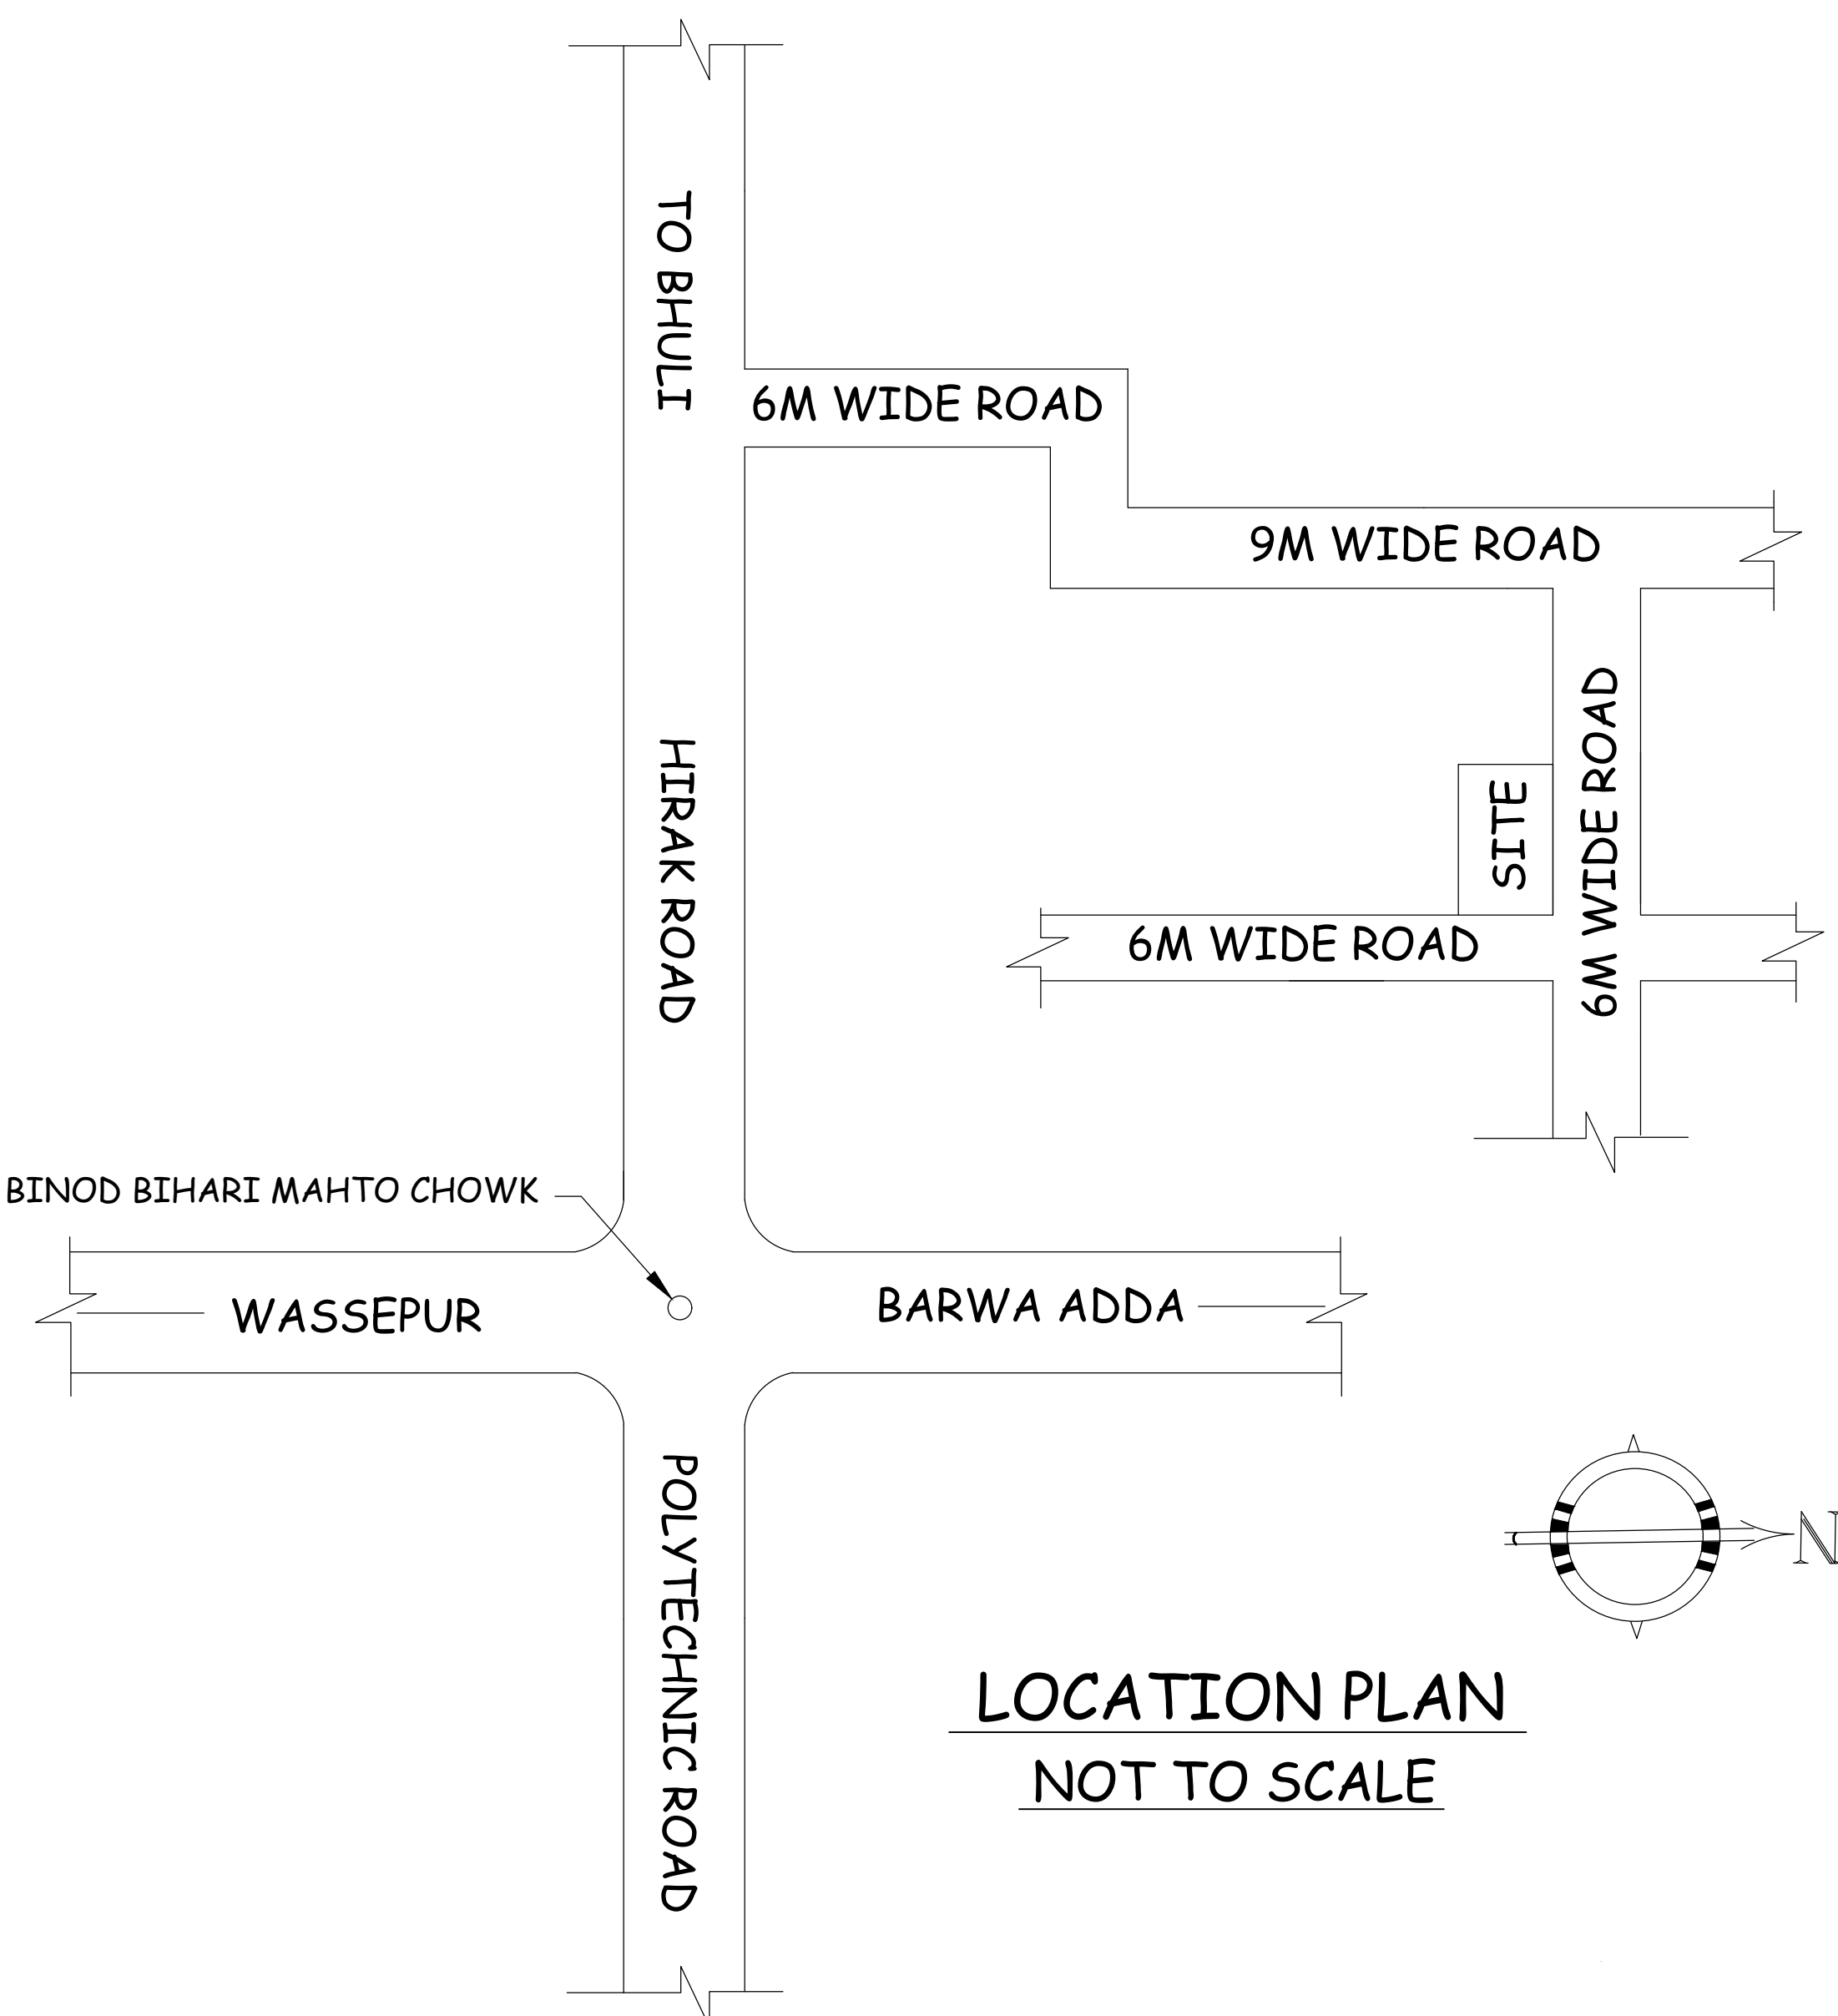 TO BHULI
6M WIDE ROAD
9M WIDE ROAD
6M WIDE ROAD
HIRAK ROAD
SITE
6M WIDE ROAD
BINOD BIHARI MAHTO CHOWK
WASSEPUR
BARWA ADDA
POLYTECHNIC ROAD
N
LOCATION PLAN
NOT TO SCALE